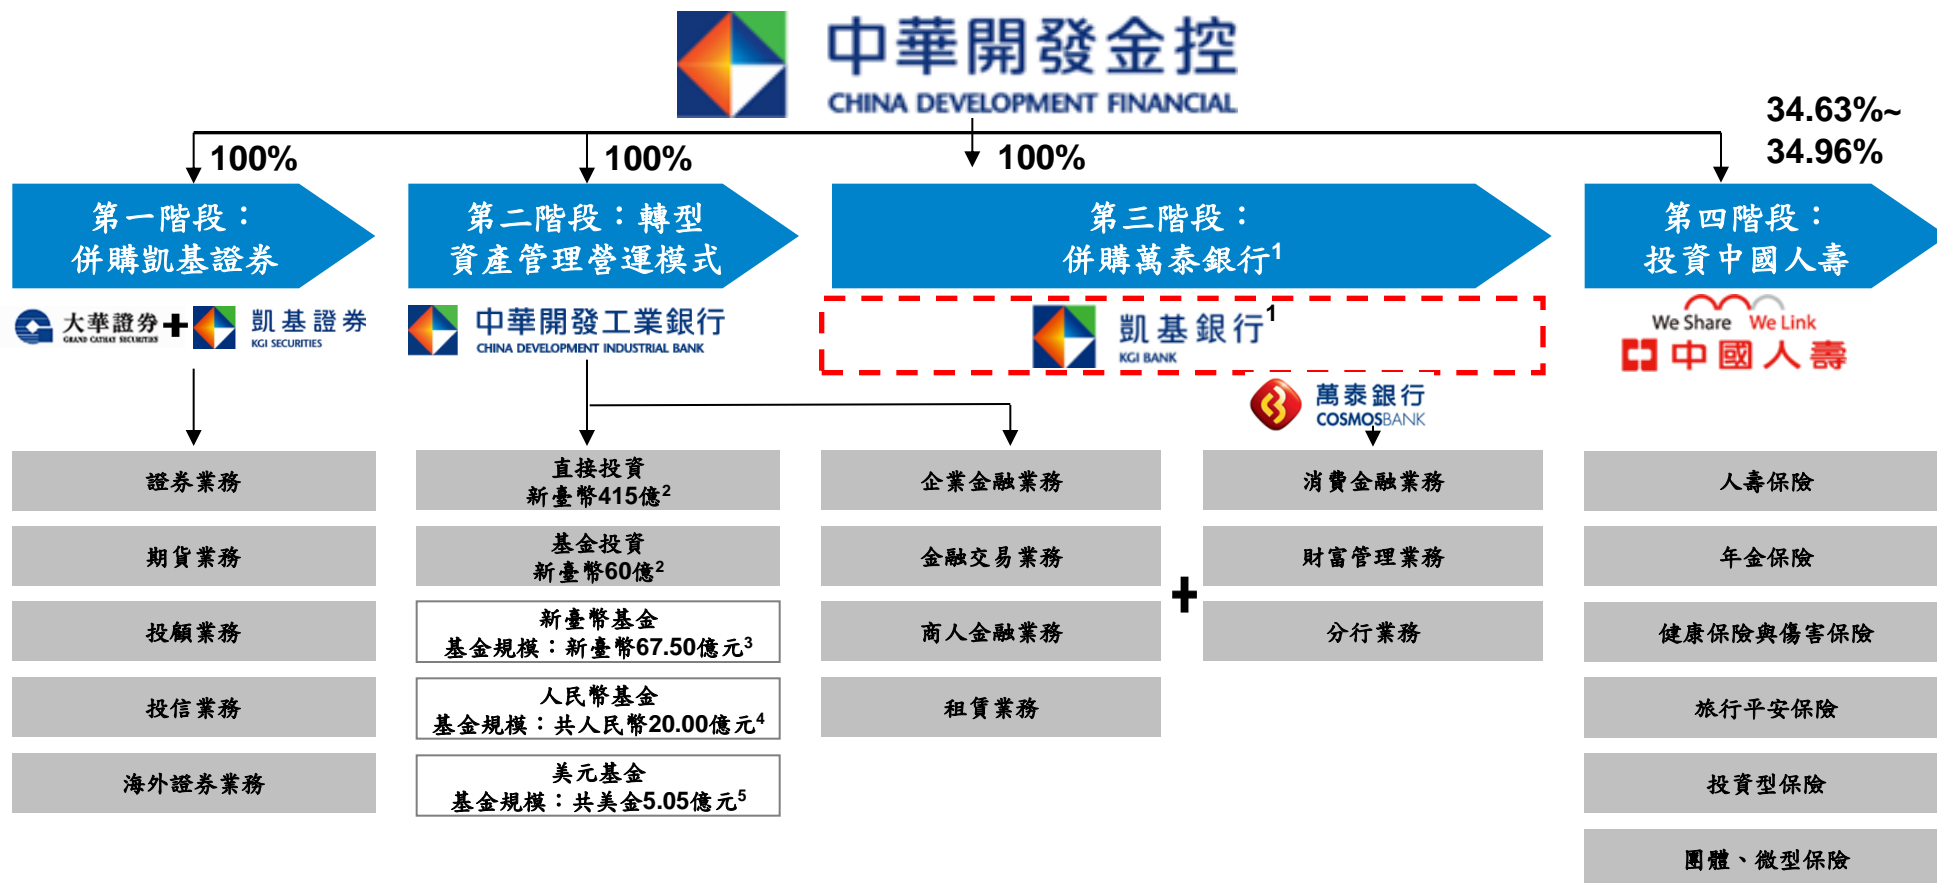 中華開發金控
CHINA DEVELOPMENT FINANCIAL
100%
100%
100%
34.63%~
34.96%
第一階段：
併購凱基證券
第二階段：轉型
資產管理營運模式
第三階段：
併購萬泰銀行1
第四階段：
投資中國人壽
大華證券
GRAND CATHAY SECURITIES
+
凱基證券
KGI SECURITIES
中華開發工業銀行
CHINA DEVELOPMENT INDUSTRIAL BANK
凱基銀行1
KGI BANK
We Share We Link
中國人壽
萬泰銀行
COSMOSBANK
證券業務
期貨業務
投顧業務
投信業務
海外證券業務
直接投資
新臺幣415億2
基金投資
新臺幣60億2
新臺幣基金
基金規模：新臺幣67.50億元3
人民幣基金
基金規模：共人民幣20.00億元4
美元基金
基金規模：共美金5.05億元5
企業金融業務
金融交易業務
商人金融業務
租賃業務
+
消費金融業務
財富管理業務
分行業務
人壽保險
年金保險
健康保險與傷害保險
旅行平安保險
投資型保險
團體、微型保險